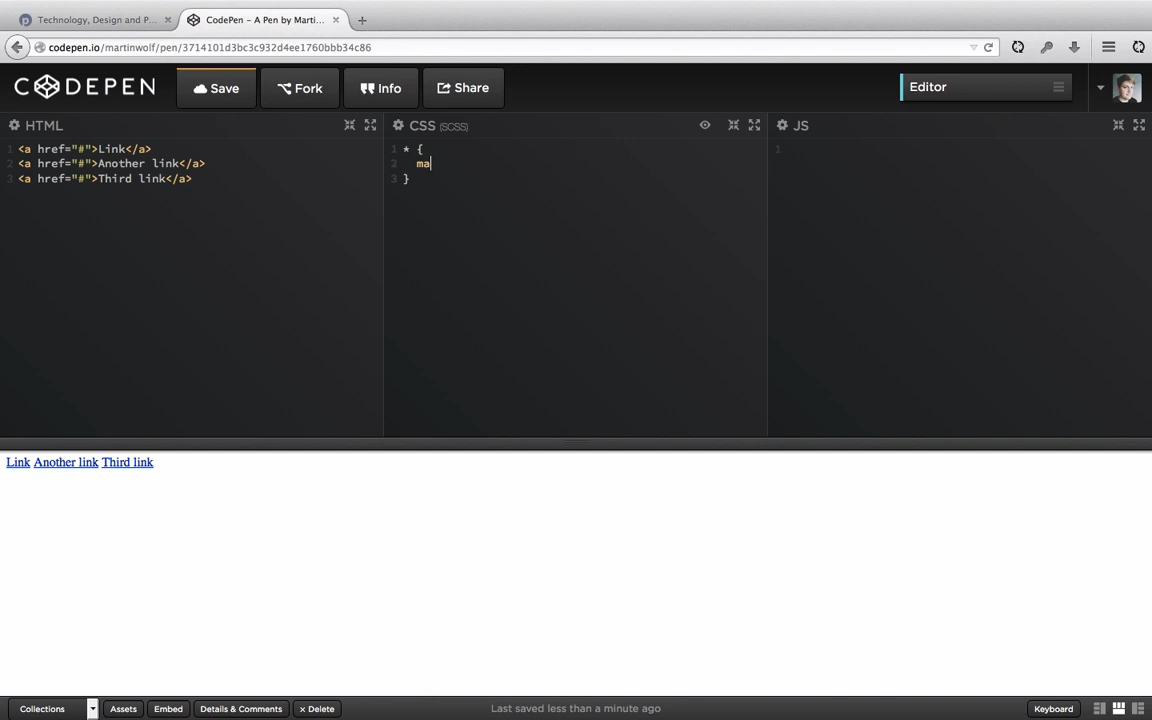 Technology, Design and P...
CodePen - A Pen by Marti...
codepen.io/martinwolf/pen/3714101d3bc3c932d4ee1760bbb34c86
CODEPEN
Save
Fork
Info
Share
Editor
HTML
CSS (SCSS)
JS
1 <a href="#">Link</a>
2 <a href="#">Another link</a>
3 <a href="#">Third link</a>
1 * {
2 ma
3 }
1
Link Another link Third link
Collections
Assets
Embed
Details & Comments
× Delete
Last saved less than a minute ago
Keyboard